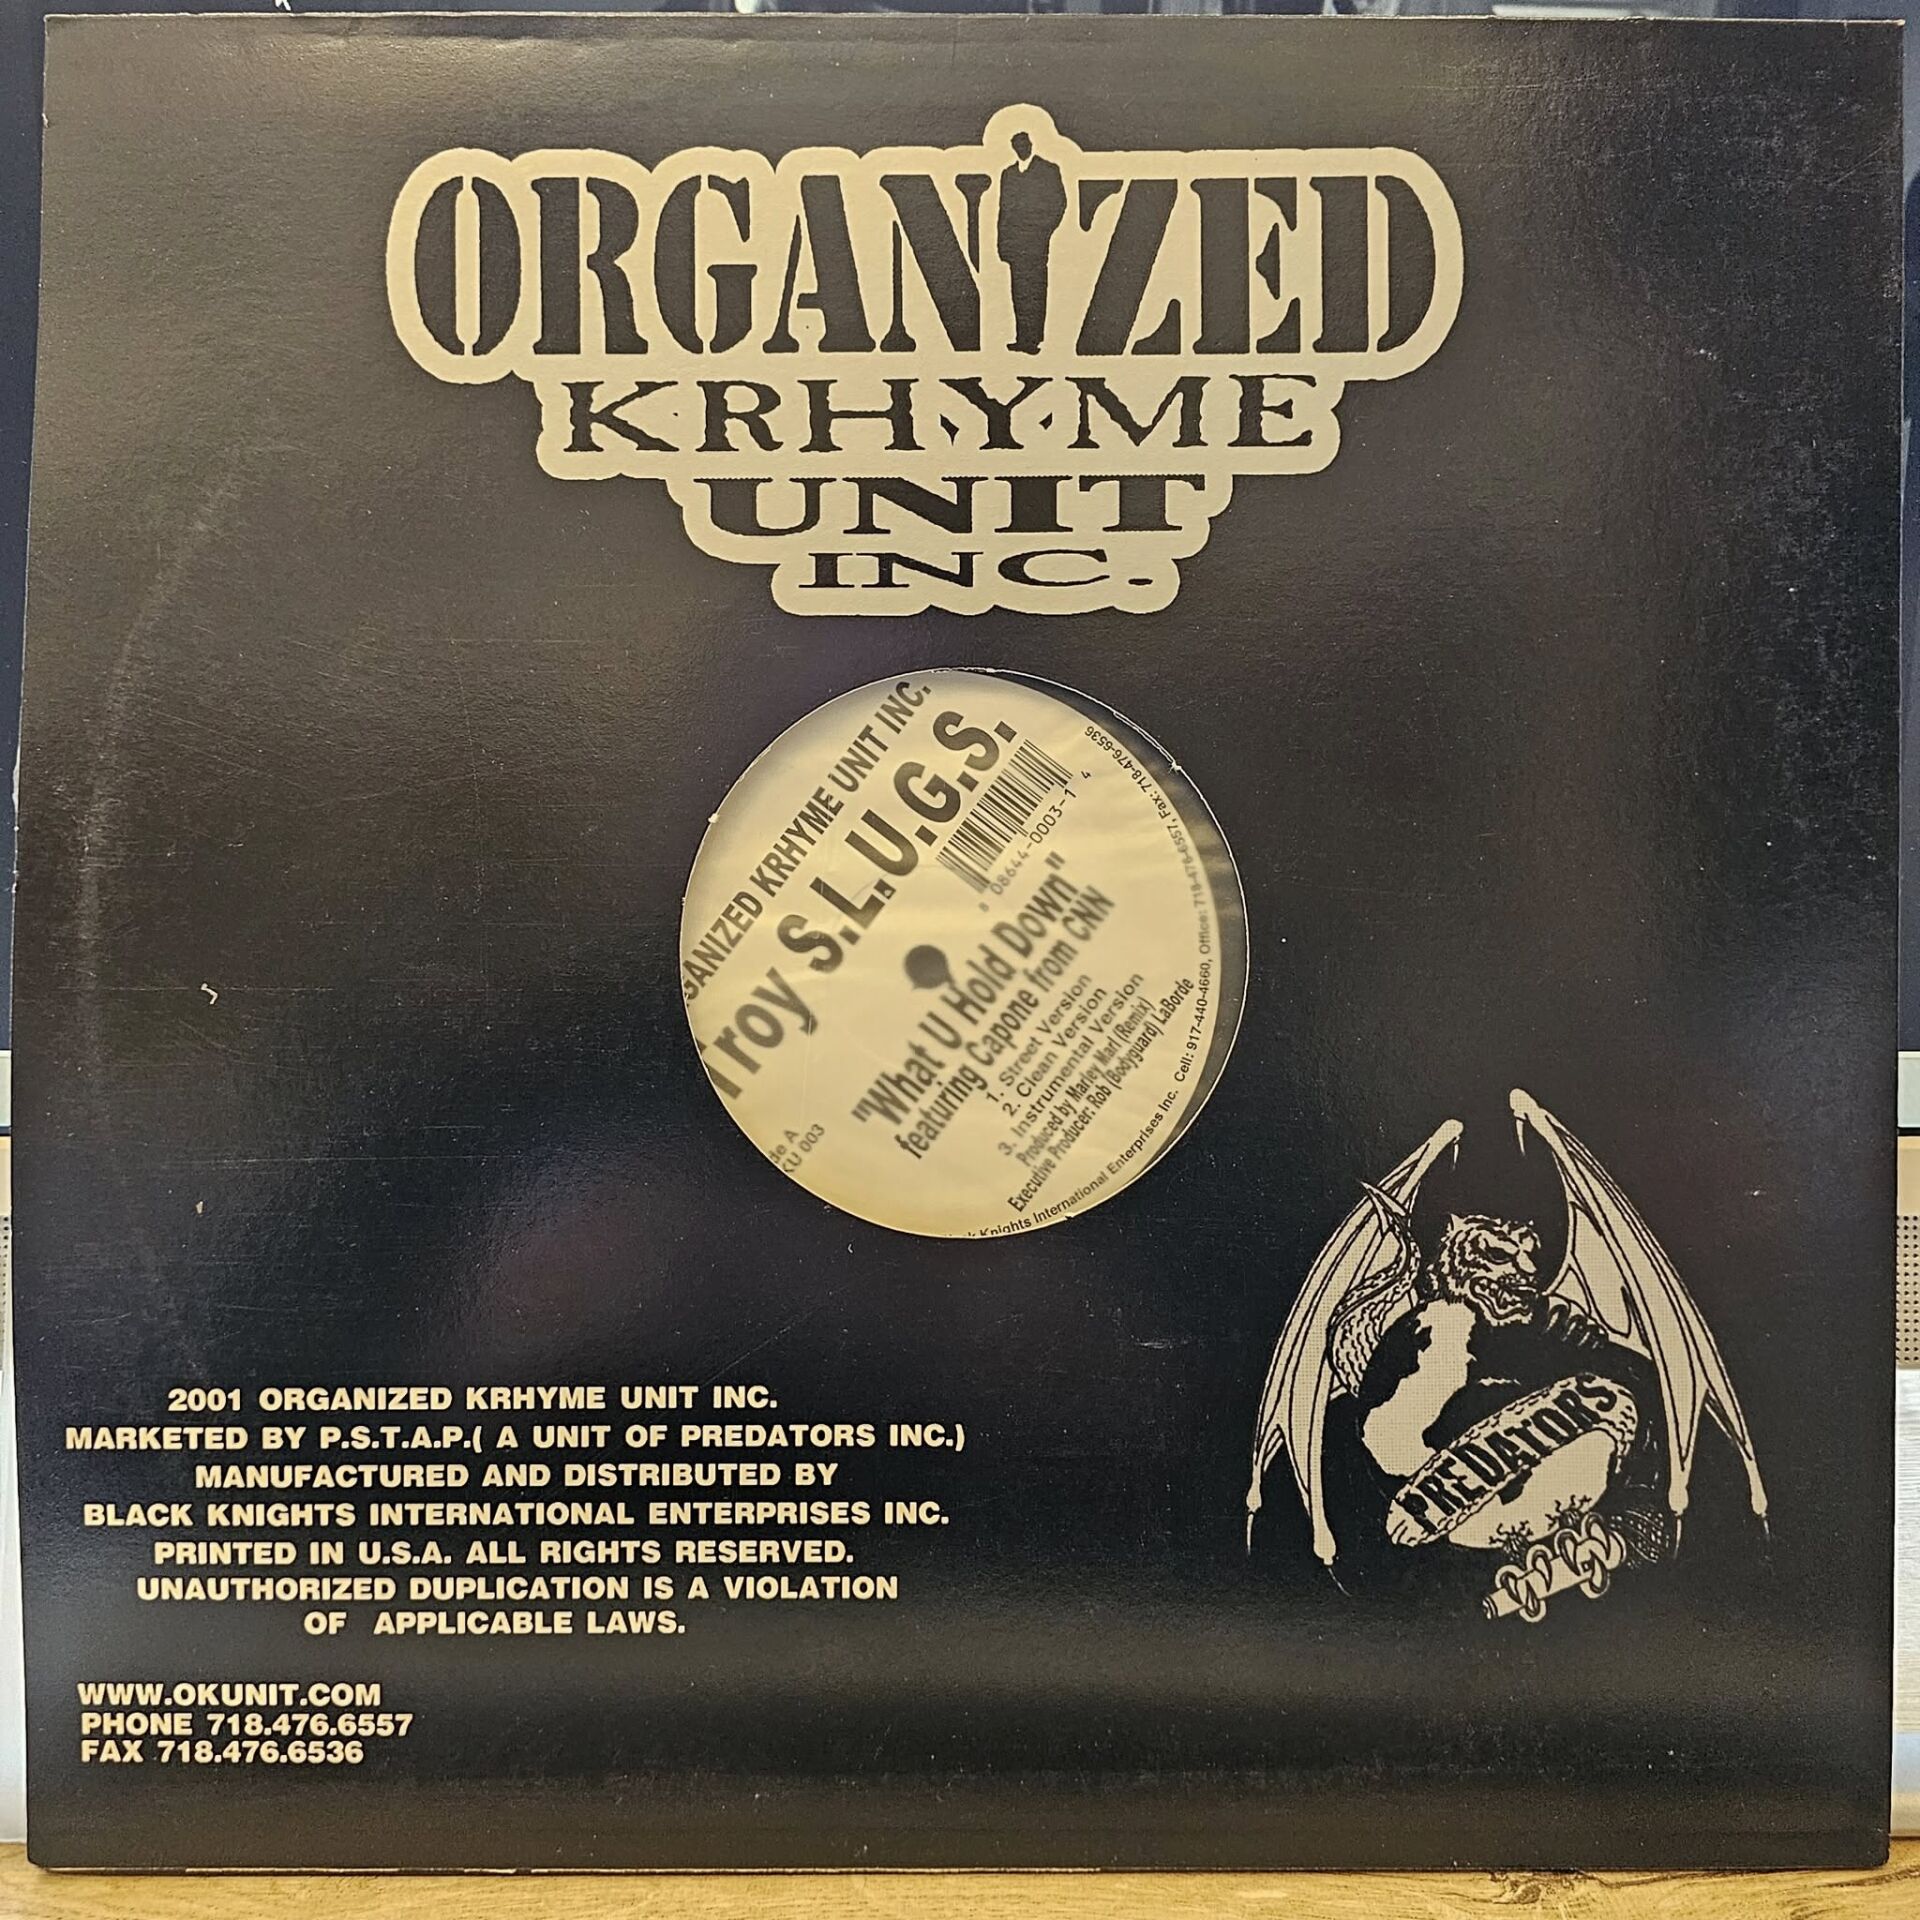 ORGANIZED
KRHYME
UNIT
INC.
GANIZED KRHYME UNIT INC.
Troy S.L.U.G.S.
8 08644-0003-1 4
"What U Hold Down"
featuring Capone from CNN
1. Street Version
2. Clean Version
3. Instrumental Version
Produced by Marley Marl (Remix)
Executive Producer: Rob (Bodyguard) LaBorde
de A
KU 003
Knights International Enterprises Inc. Cell: 917-440-4660, Office: 718-476-6557, Fax: 718-476-6536
PREDATORS
2001 ORGANIZED KRHYME UNIT INC.
MARKETED BY P.S.T.A.P.( A UNIT OF PREDATORS INC.)
MANUFACTURED AND DISTRIBUTED BY
BLACK KNIGHTS INTERNATIONAL ENTERPRISES INC.
PRINTED IN U.S.A. ALL RIGHTS RESERVED.
UNAUTHORIZED DUPLICATION IS A VIOLATION
OF APPLICABLE LAWS.
WWW.OKUNIT.COM
PHONE 718.476.6557
FAX 718.476.6536